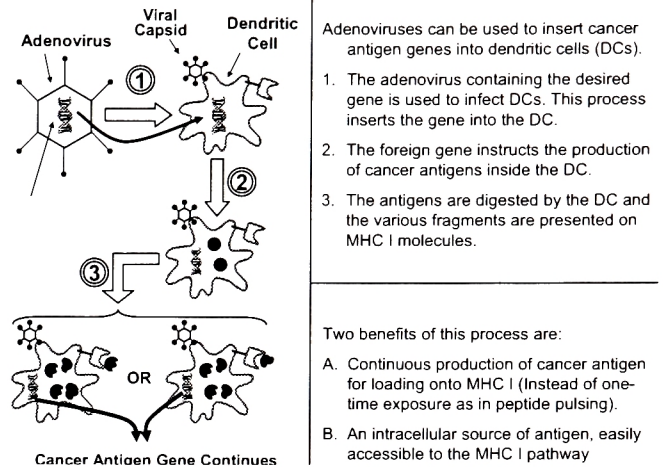 Viral
Capsid
Dendritic
Cell
Adenovirus
1
2
3
OR
Cancer Antigen Gene Continues
Adenoviruses can be used to insert cancer
antigen genes into dendritic cells (DCs).
1. The adenovirus containing the desired
gene is used to infect DCs. This process
inserts the gene into the DC.
2. The foreign gene instructs the production
of cancer antigens inside the DC.
3. The antigens are digested by the DC and
the various fragments are presented on
MHC I molecules.
Two benefits of this process are:
A. Continuous production of cancer antigen
for loading onto MHC I (Instead of one-
time exposure as in peptide pulsing).
B. An intracellular source of antigen, easily
accessible to the MHC I pathway